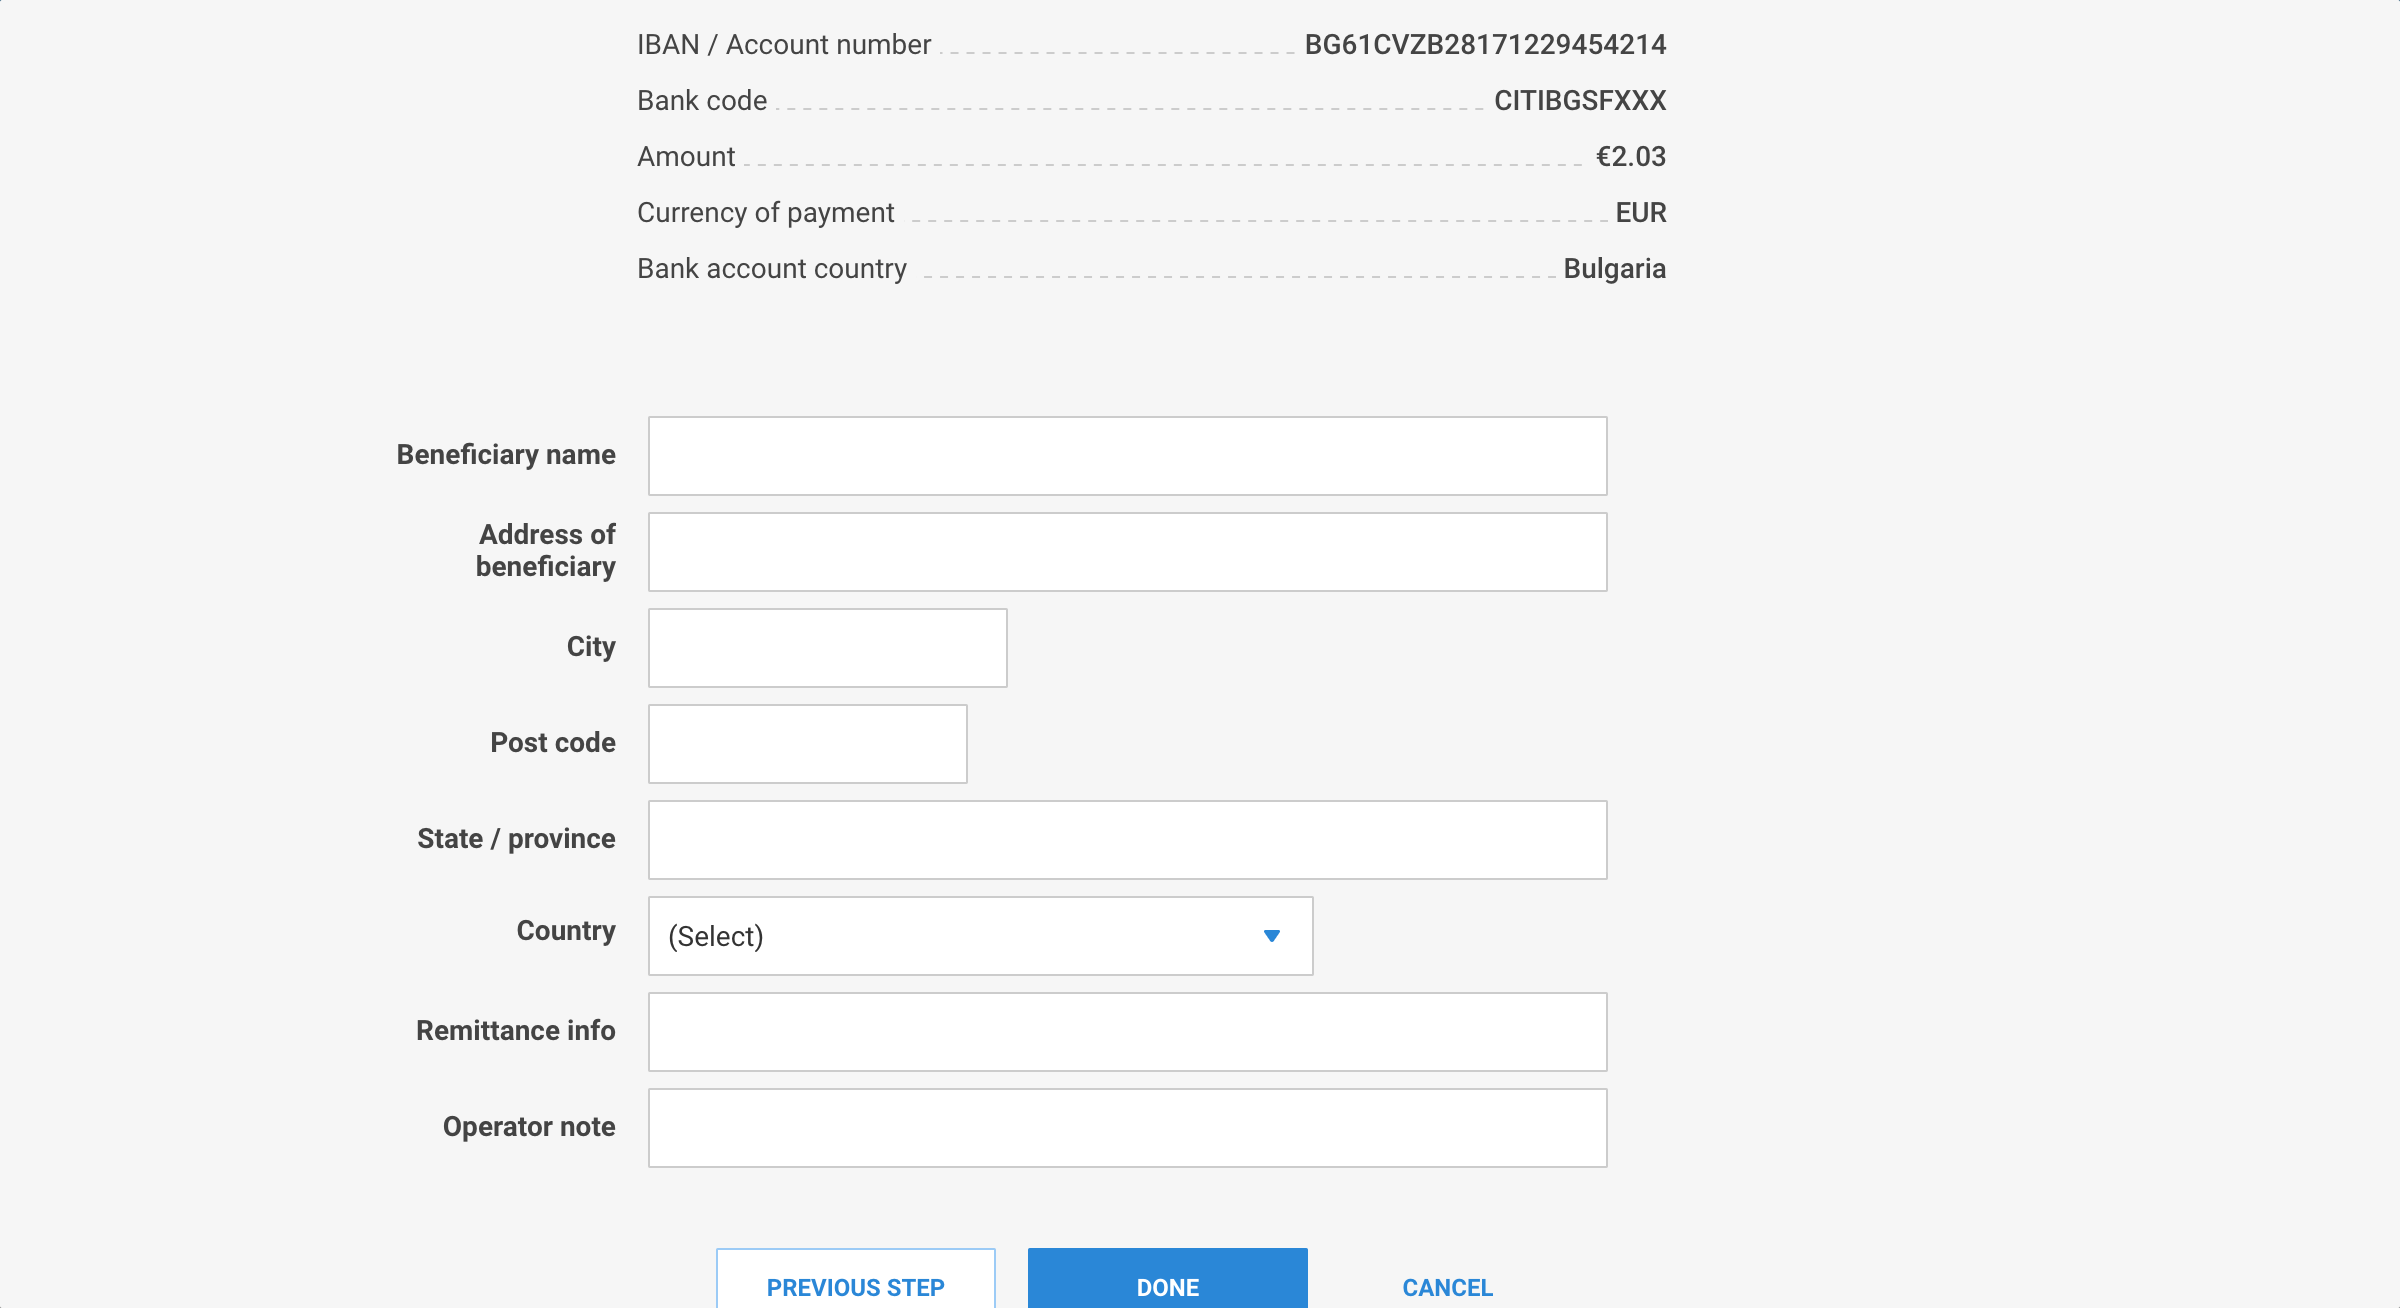 IBAN / Account number BG61CVZB28171229454214
Bank code CITIBGSFXXX
Amount €2.03
Currency of payment EUR
Bank account country Bulgaria
Beneficiary name
Address of
beneficiary
City
Post code
State / province
Country (Select)
Remittance info
Operator note
PREVIOUS STEP DONE CANCEL